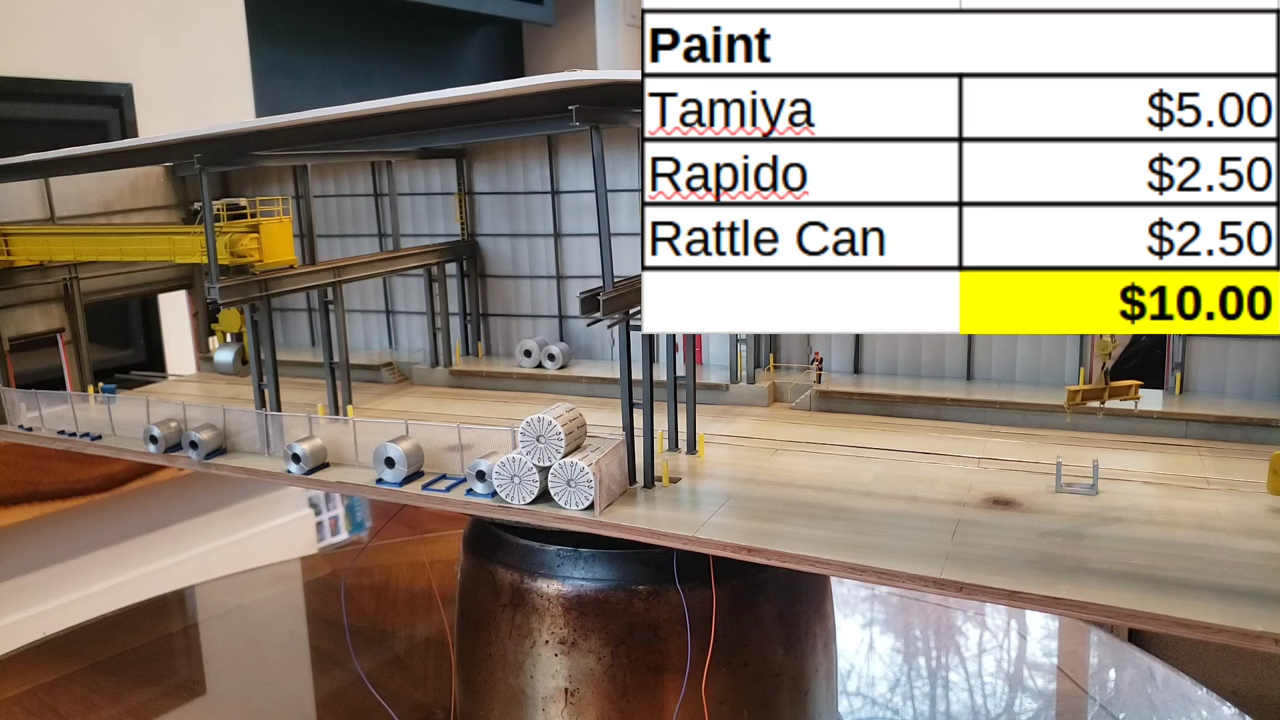 Paint
Tamiya $5.00
Rapido $2.50
Rattle Can $2.50
$10.00